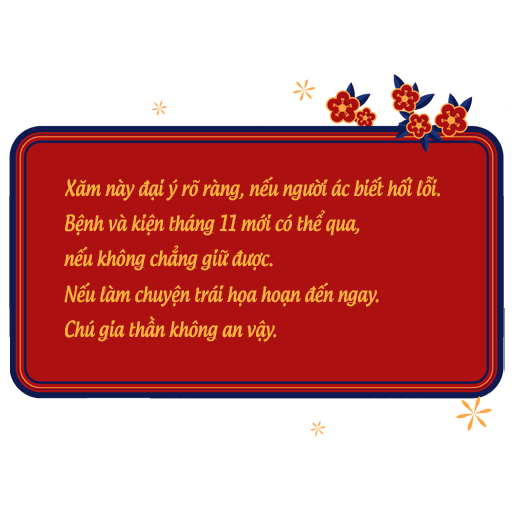 Xăm này đại ý rõ ràng, nếu người ác biết hối lỗi.
Bệnh và kiện tháng 11 mới có thể qua,
nếu không chẳng giữ được.
Nếu làm chuyện trái họa hoạn đến ngay.
Chú gia thần không an vậy.